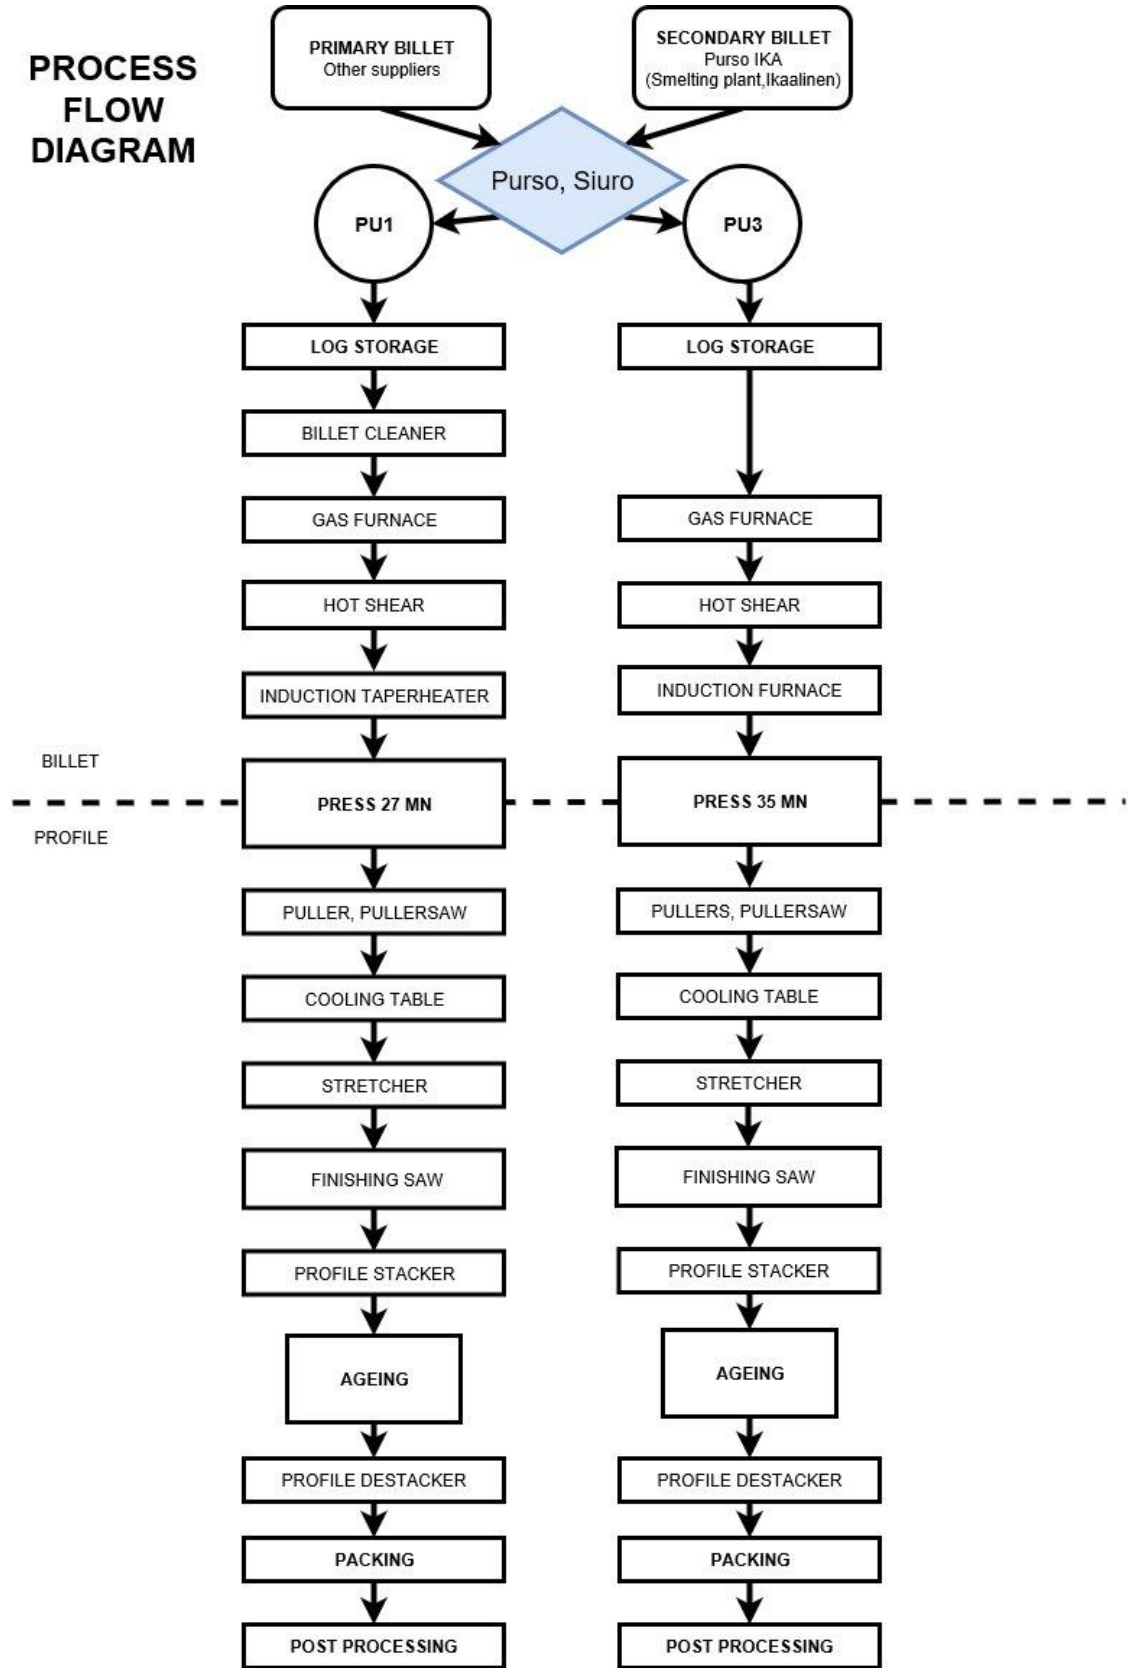 PROCESS
FLOW
DIAGRAM
PRIMARY BILLET
Other suppliers
SECONDARY BILLET
Purso IKA
(Smelting plant,Ikaalinen)
Purso, Siuro
PU1
PU3
LOG STORAGE
LOG STORAGE
BILLET CLEANER
GAS FURNACE
GAS FURNACE
HOT SHEAR
HOT SHEAR
INDUCTION TAPERHEATER
INDUCTION FURNACE
BILLET
PRESS 27 MN
PRESS 35 MN
PROFILE
PULLER, PULLERSAW
PULLERS, PULLERSAW
COOLING TABLE
COOLING TABLE
STRETCHER
STRETCHER
FINISHING SAW
FINISHING SAW
PROFILE STACKER
PROFILE STACKER
AGEING
AGEING
PROFILE DESTACKER
PROFILE DESTACKER
PACKING
PACKING
POST PROCESSING
POST PROCESSING